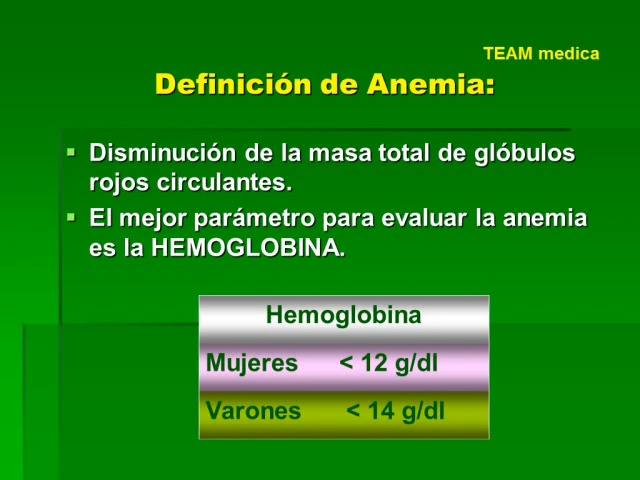 TEAM medica
Definición de Anemia:
Disminución de la masa total de glóbulos
rojos circulantes.
El mejor parámetro para evaluar la anemia
es la HEMOGLOBINA.
Hemoglobina
Mujeres < 12 g/dl
Varones < 14 g/dl